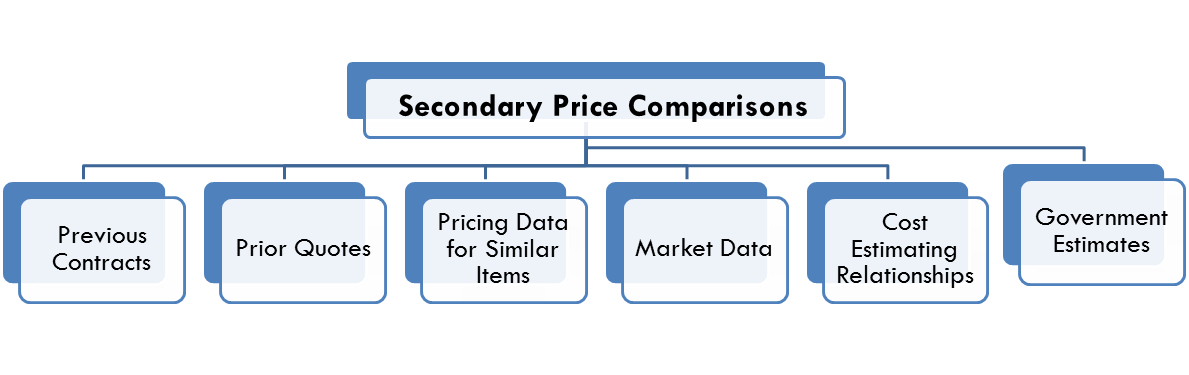 Secondary Price Comparisons
Previous
Contracts
Prior Quotes
Pricing Data
for Similar
Items
Market Data
Cost
Estimating
Relationships
Government
Estimates